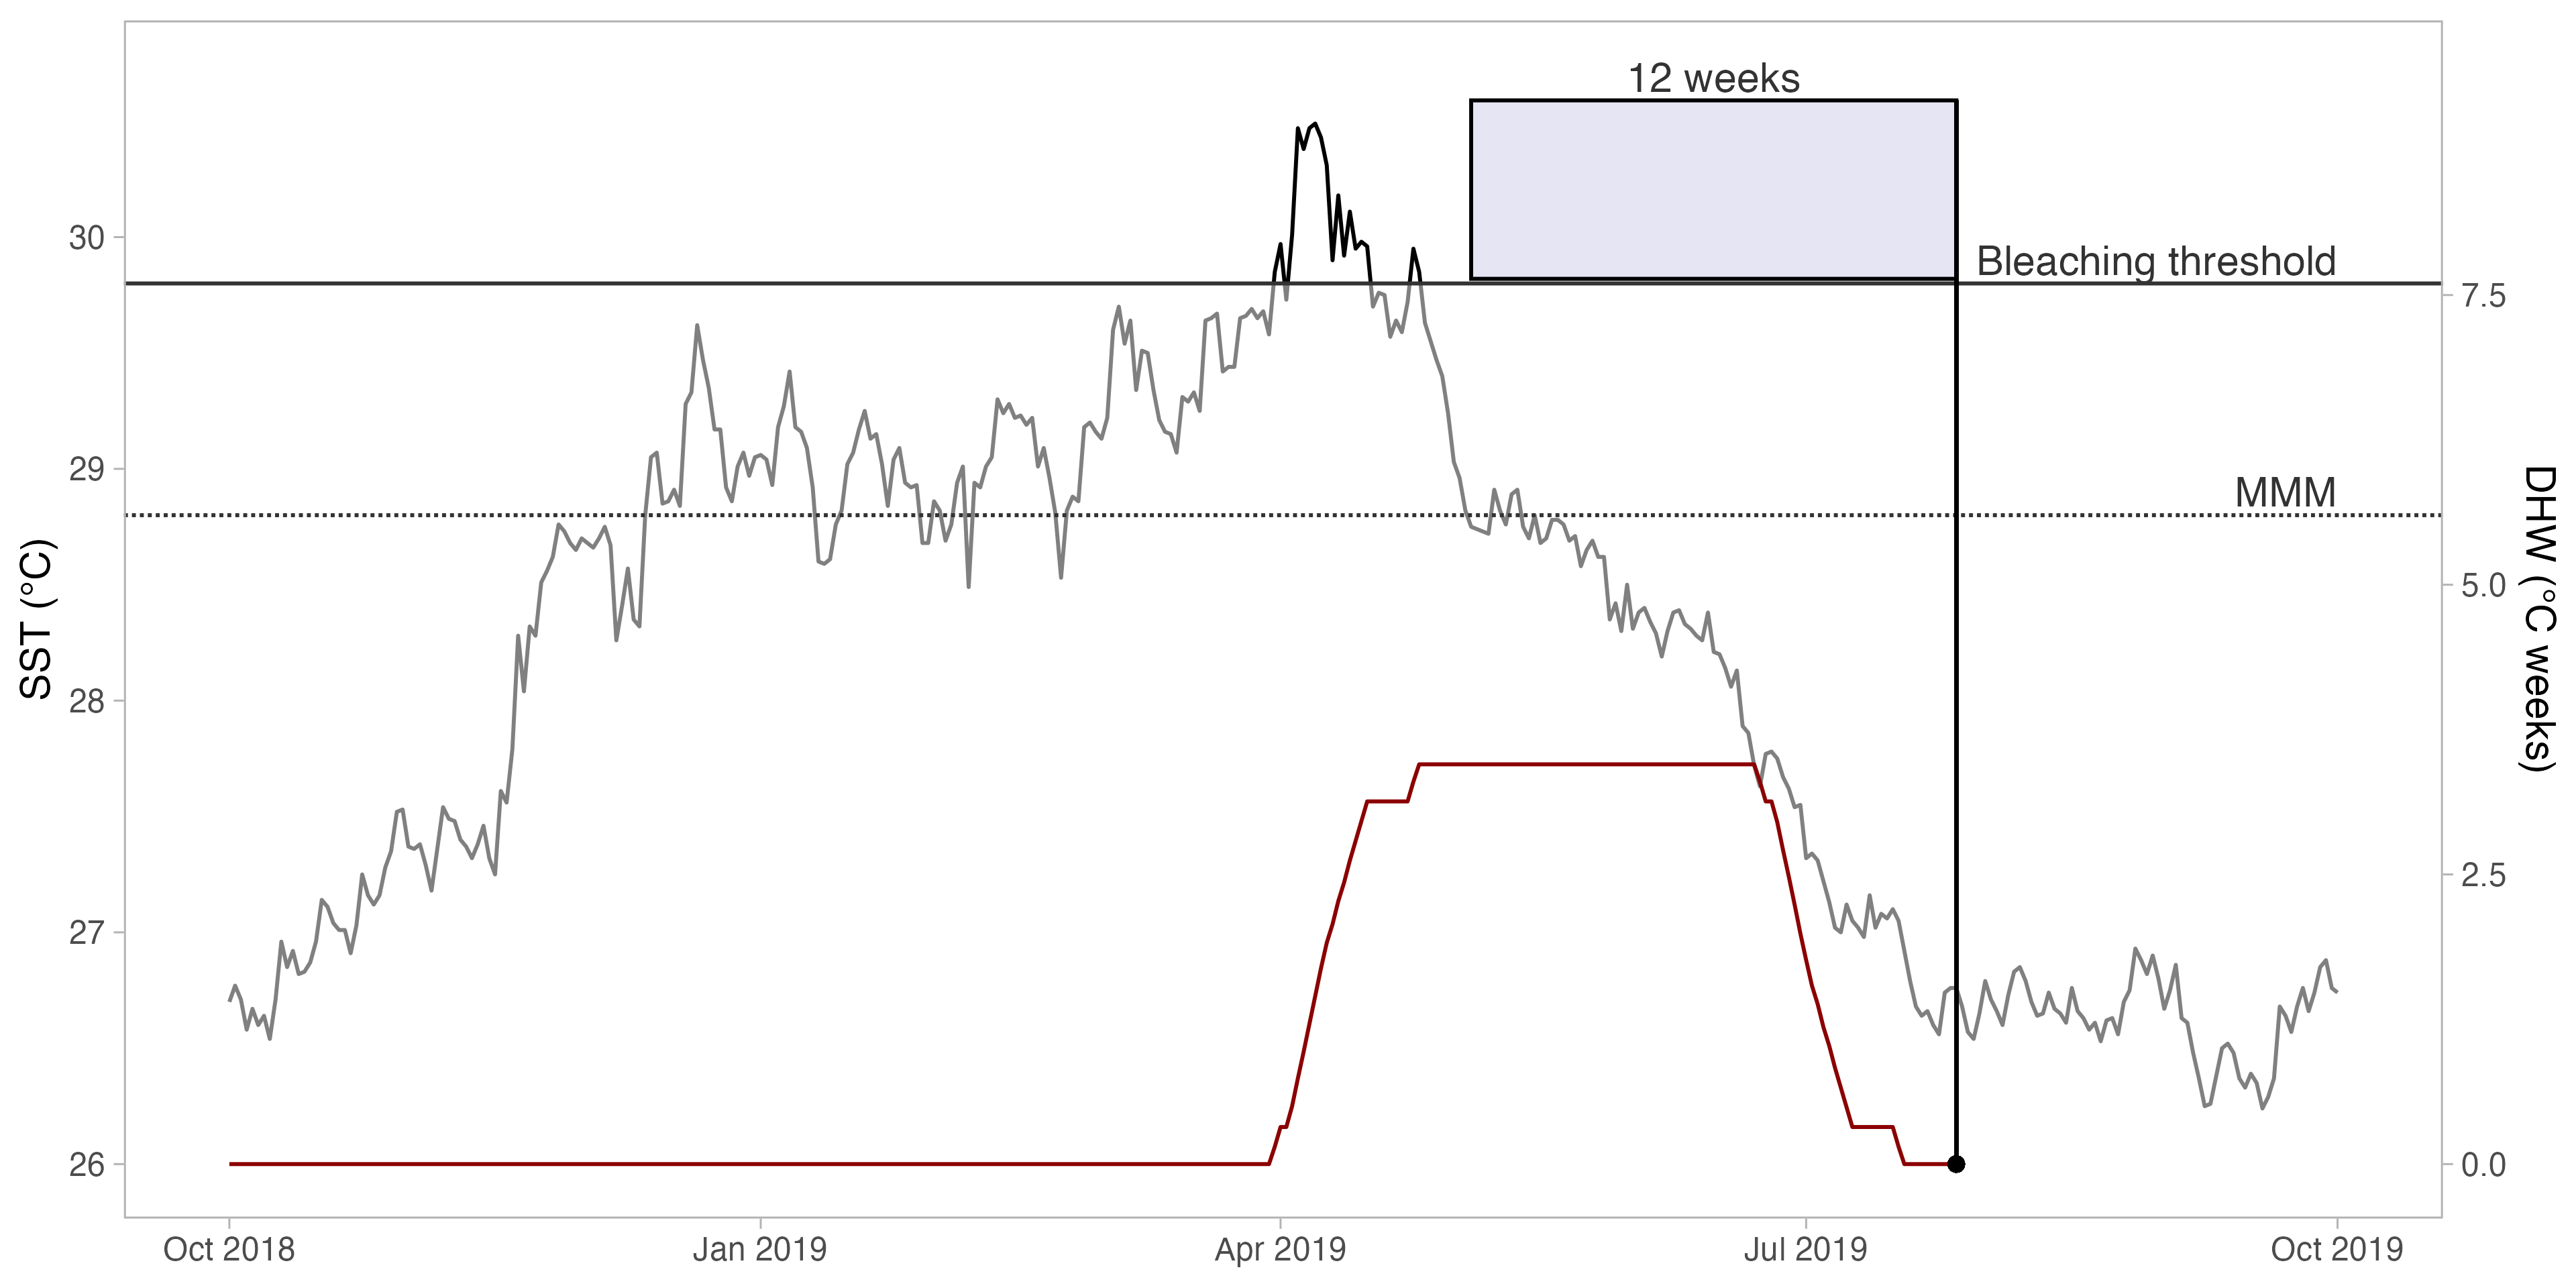 12 weeks
Bleaching threshold
MMM
SST (°C)
30
29
28
27
26
DHW (°C weeks)
7.5
5.0
2.5
0.0
Oct 2018
Jan 2019
Apr 2019
Jul 2019
Oct 2019